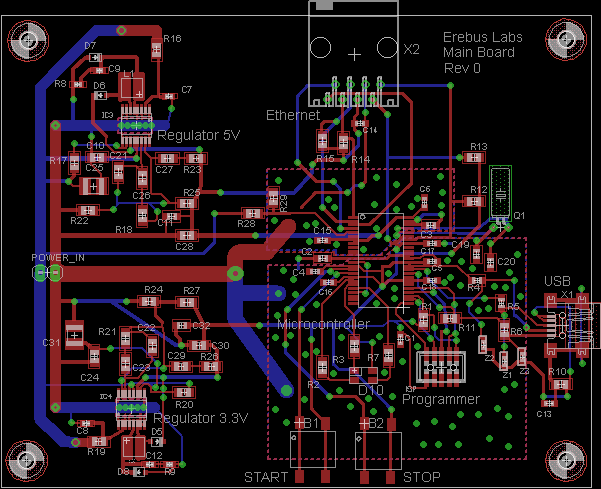 Erebus Labs
Main Board
Rev 0
X2
R16
D7
C9
L1
R8
D6
C7
IC3
Regulator 5V
Ethernet
C14
R15
R14
R13
C10
R17
C21
C25
C27
R23
C26
R12
R22
R25
R29
C6
Q1
R18
C11
R28
C28
C15
C3
C17
C19
C2
C20
POWER_IN
C4
C5
C16
C18
R4
USB
X1
R24
R27
R5
R1
R11
R6
Microcontroller
C32
R21
C22
C31
C30
C1
R3
R7
Z2
Z1
Z3
C24
C23
C29
R26
R2
D10
R10
IC4
R20
Programmer
C13
Regulator 3.3V
C8
B1
B2
R19
D5
C12
D8
R9
START
STOP